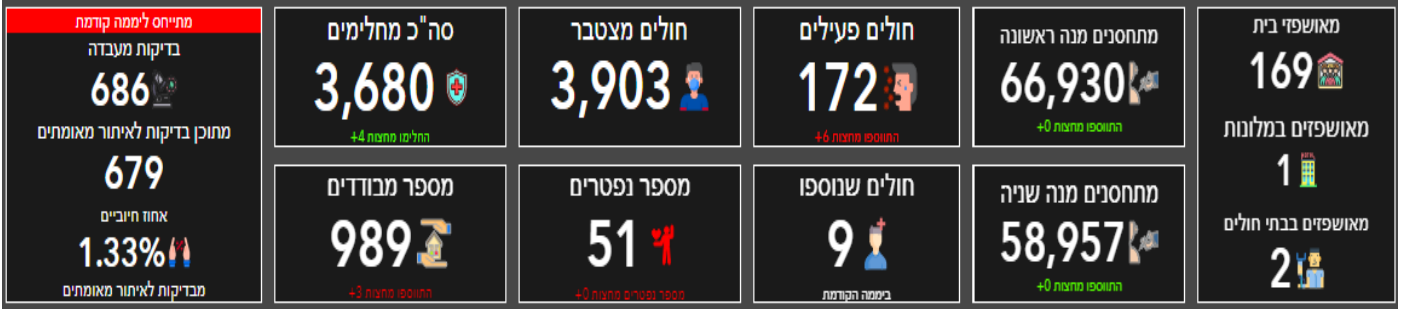 מאושפזי בית
169
מאושפזים במלונות
1
מאושפזים בבתי חולים
2
מתחסנים מנה ראשונה
66,930
התווספו מחצות 0+
מתחסנים מנה שניה
58,957
התווספו מחצות 0+
חולים פעילים
172
התווספו מחצות 6+
חולים שנוספו
9
ביממה הקודמת
חולים מצטבר
3,903
מספר נפטרים
51
מספר נפטרים מחצות 0+
סה"כ מחלימים
3,680
החלימו מחצות 4+
מספר מבודדים
989
התווספו מחצות 3+
מתייחס ליממה קודמת
בדיקות מעבדה
686
מתוכן בדיקות לאיתור מאומתים
679
אחוז חיוביים
1.33%
מבדיקות לאיתור מאומתים